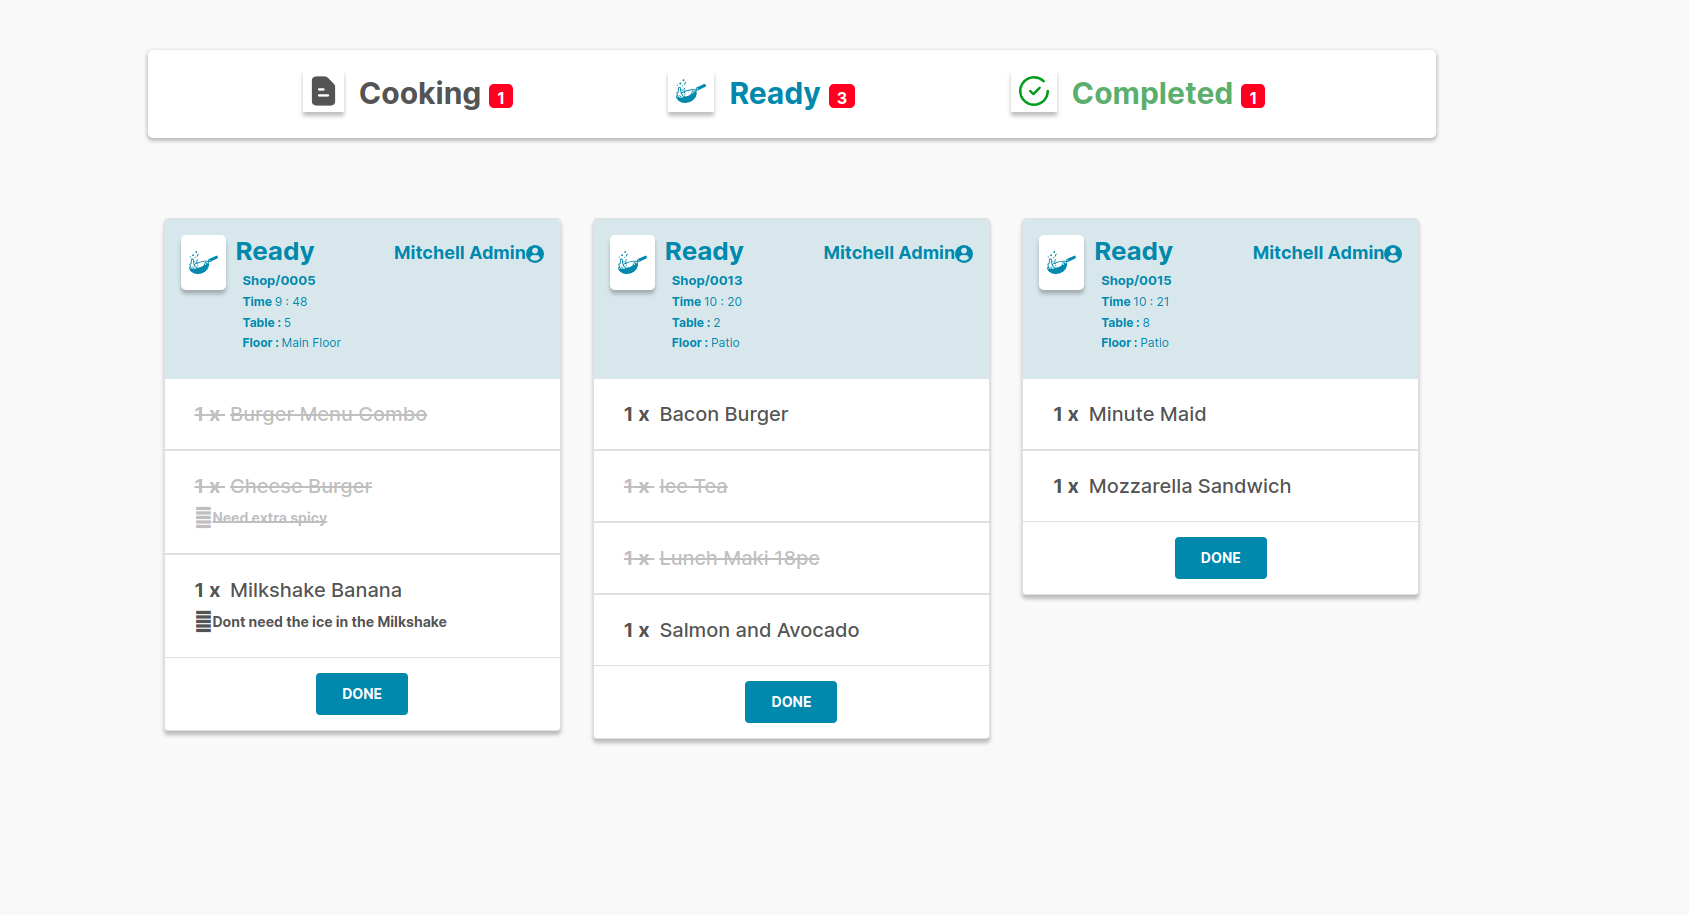 Cooking 1
Ready 3
Completed 1
Ready
Mitchell Admin
Shop/0005
Time 9 : 48
Table : 5
Floor : Main Floor
1 x Burger Menu Combo
1 x Cheese Burger
Need extra spicy
1 x Milkshake Banana
Dont need the ice in the Milkshake
DONE
Ready
Mitchell Admin
Shop/0013
Time 10 : 20
Table : 2
Floor : Patio
1 x Bacon Burger
1 x Ice Tea
1 x Lunch Maki 18pc
1 x Salmon and Avocado
DONE
Ready
Mitchell Admin
Shop/0015
Time 10 : 21
Table : 8
Floor : Patio
1 x Minute Maid
1 x Mozzarella Sandwich
DONE